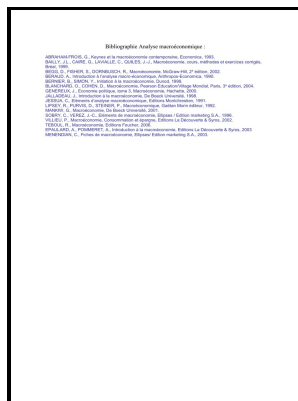 Bibliographie Analyse macroéconomique :
ABRAHAM-FROIS, G., Keynes et la macroéconomie contemporaine, Economica, 1993.
BAILLY, J.L., CAIRE, G., LAVIALLE, C., QUILES, J.-J., Macroéconomie, cours, méthodes et exercices corrigés,
Bréal, 1999.
BEGG, D., FISHER, S., DORNBUSCH, R., Macroéconomie, McGraw-Hill, 2ª édition, 2002.
BERAUD, A., Introduction à l'analyse macro-économique, Anthropos-Economica, 1999.
BERNIER, B., SIMON, Y., Initiation à la macroéconomie, Dunod, 1998.
BLANCHARD, O., COHEN, D., Macroéconomie, Pearson Education/Village Mondial, Paris, 3ª édition, 2004.
GENEREUX, J., Economie politique, tome 3, Macroéconomie, Hachette, 2000.
JALLADEAU, J., Introduction à la macroéconomie, De Boeck Université, 1998.
JESSUA, C., Eléments d'analyse macroéconomique, Editions Montchrestien, 1991.
LIPSEY, R., PURVIS, D., STEINER, P., Macroéconomique, Gaëtan Morin éditeur, 1992.
MANKIW, G., Macroéconomie, De Boeck Université, 2001.
SOBRY, C., VEREZ, J.-C., Eléments de macroéconomie, Ellipses / Edition marketing S.A., 1996.
VILLIEU, P., Macroéconomie, Consommation et épargne, Editions La Découverte & Syros, 2002.
TEBOUL, R., Macroéconomie, Editions Foucher, 2006.
EPAULARD, A., POMMERET, A., Introduction à la macroéconomie, Editions La Découverte & Syros, 2003.
MENENDIAN, C., Fiches de macroéconomie, Ellipses/ Edition marketing S.A., 2003.